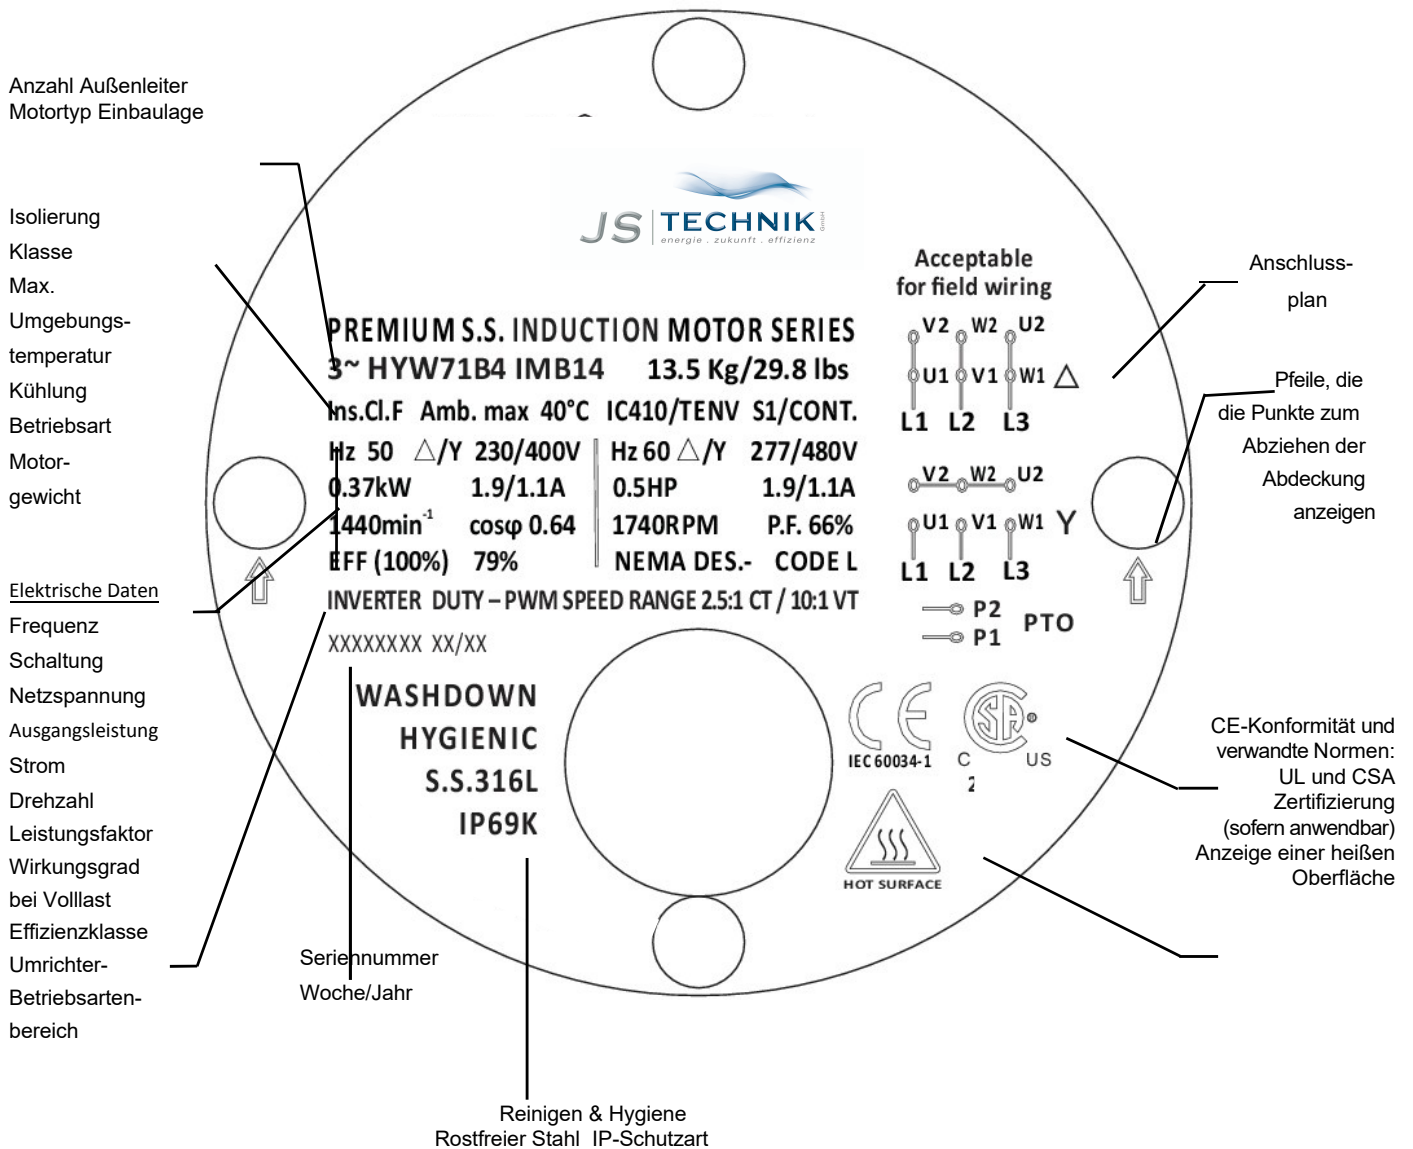 Anzahl Außenleiter
Motortyp Einbaulage
Isolierung
Klasse
Max.
Umgebungs-
temperatur
Kühlung
Betriebsart
Motor-
gewicht
Elektrische Daten
Frequenz
Schaltung
Netzspannung
Ausgangsleistung
Strom
Drehzahl
Leistungsfaktor
Wirkungsgrad
bei Volllast
Effizienzklasse
Umrichter-
Betriebsarten-
bereich
JS TECHNIK GmbH
energie . zukunft . effizienz
PREMIUM S.S. INDUCTION MOTOR SERIES
3~ HYW71B4 IMB14 13.5 Kg/29.8 lbs
Ins.Cl.F Amb. max 40°C IC410/TENV S1/CONT.
Hz 50 △/Y 230/400V Hz 60 △/Y 277/480V
0.37kW 1.9/1.1A 0.5HP 1.9/1.1A
1440min⁻¹ cosφ 0.64 1740RPM P.F. 66%
EFF (100%) 79% NEMA DES.- CODE L
INVERTER DUTY – PWM SPEED RANGE 2.5:1 CT / 10:1 VT
XXXXXXXX XX/XX
WASHDOWN
HYGIENIC
S.S.316L
IP69K
Acceptable
for field wiring
V2 W2 U2
U1 V1 W1 △
L1 L2 L3
V2 W2 U2
U1 V1 W1 Y
L1 L2 L3
P2
PTO
P1
CE
IEC 60034-1
SA ®
C US
2
HOT SURFACE
Anschluss-
plan
Pfeile, die
die Punkte zum
Abziehen der
Abdeckung
anzeigen
CE-Konformität und
verwandte Normen:
UL und CSA
Zertifizierung
(sofern anwendbar)
Anzeige einer heißen
Oberfläche
Seriennummer
Woche/Jahr
Reinigen & Hygiene
Rostfreier Stahl IP-Schutzart